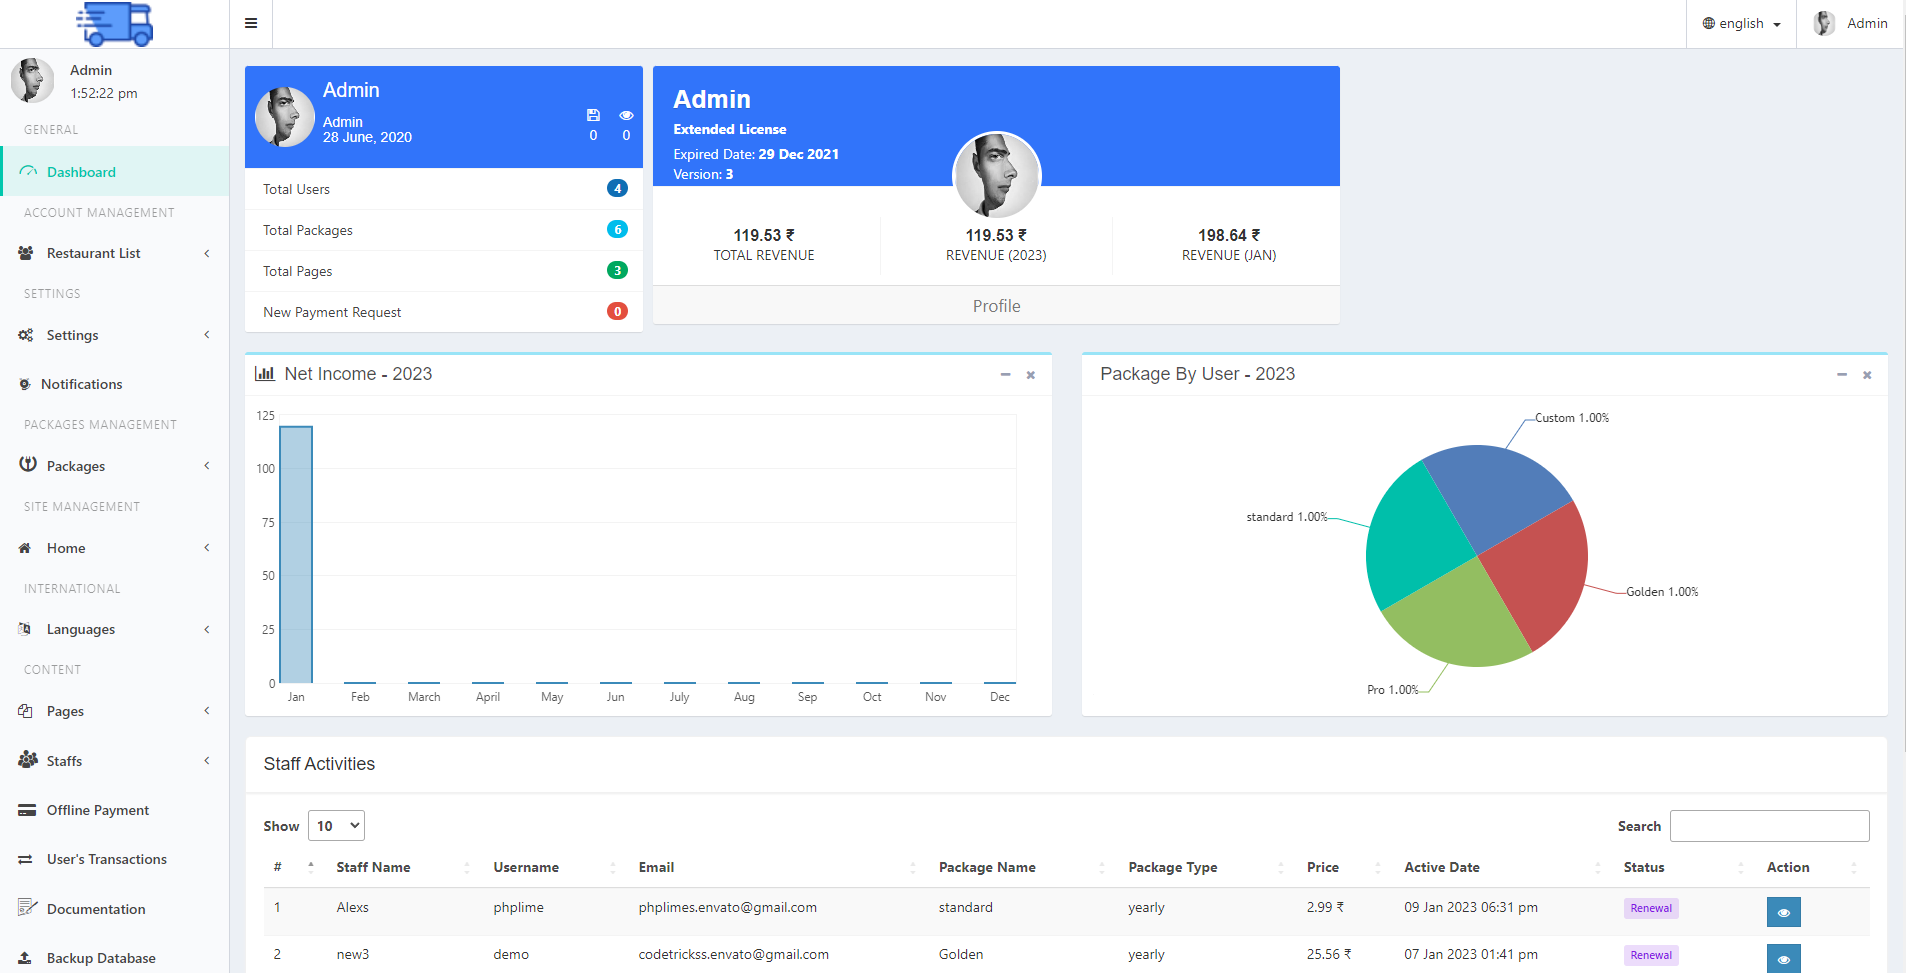 english
Admin
Admin
1:52:22 pm
GENERAL
Dashboard
ACCOUNT MANAGEMENT
Restaurant List
SETTINGS
Settings
Notifications
PACKAGES MANAGEMENT
Packages
SITE MANAGEMENT
Home
INTERNATIONAL
Languages
CONTENT
Pages
Staffs
Offline Payment
User's Transactions
Documentation
Backup Database
Admin
Admin
28 June, 2020
0 0
Total Users 4
Total Packages 6
Total Pages 3
New Payment Request 0
Admin
Extended License
Expired Date: 29 Dec 2021
Version: 3
119.53 ₹ 119.53 ₹ 198.64 ₹
TOTAL REVENUE REVENUE (2023) REVENUE (JAN)
Profile
Net Income - 2023
125
100
75
50
25
0
Jan Feb March April May Jun July Aug Sep Oct Nov Dec
Package By User - 2023
Custom 1.00%
standard 1.00%
Golden 1.00%
Pro 1.00%
Staff Activities
Show 10 Search
# Staff Name Username Email Package Name Package Type Price Active Date Status Action
1 Alexs phplime phplimes.envato@gmail.com standard yearly 2.99 ₹ 09 Jan 2023 06:31 pm Renewal
2 new3 demo codetrickss.envato@gmail.com Golden yearly 25.56 ₹ 07 Jan 2023 01:41 pm Renewal